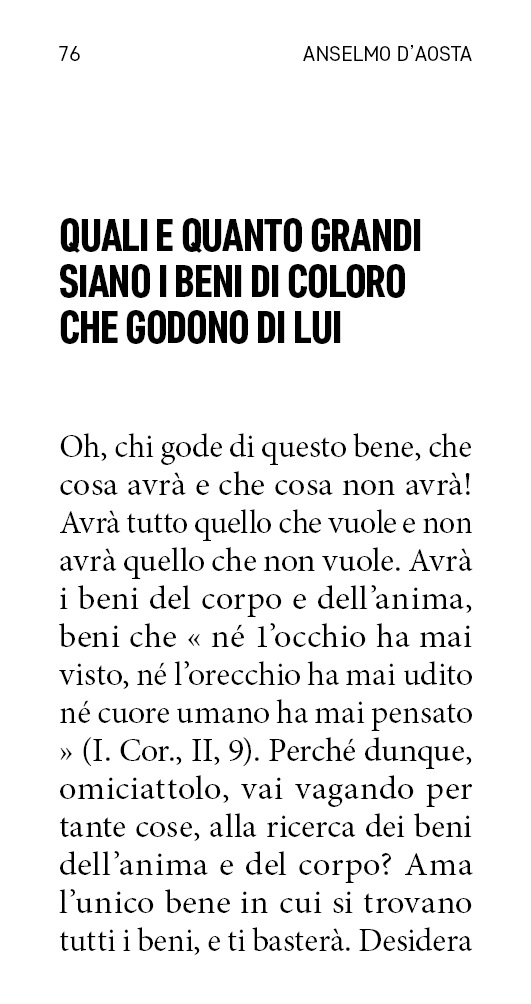 76 ANSELMO D’AOSTA
QUALI E QUANTO GRANDI
SIANO I BENI DI COLORO
CHE GODONO DI LUI
Oh, chi gode di questo bene, che
cosa avrà e che cosa non avrà!
Avrà tutto quello che vuole e non
avrà quello che non vuole. Avrà
i beni del corpo e dell’anima,
beni che « né 1’occhio ha mai
visto, né l’orecchio ha mai udito
né cuore umano ha mai pensato
» (I. Cor., II, 9). Perché dunque,
omiciattolo, vai vagando per
tante cose, alla ricerca dei beni
dell’anima e del corpo? Ama
l’unico bene in cui si trovano
tutti i beni, e ti basterà. Desidera